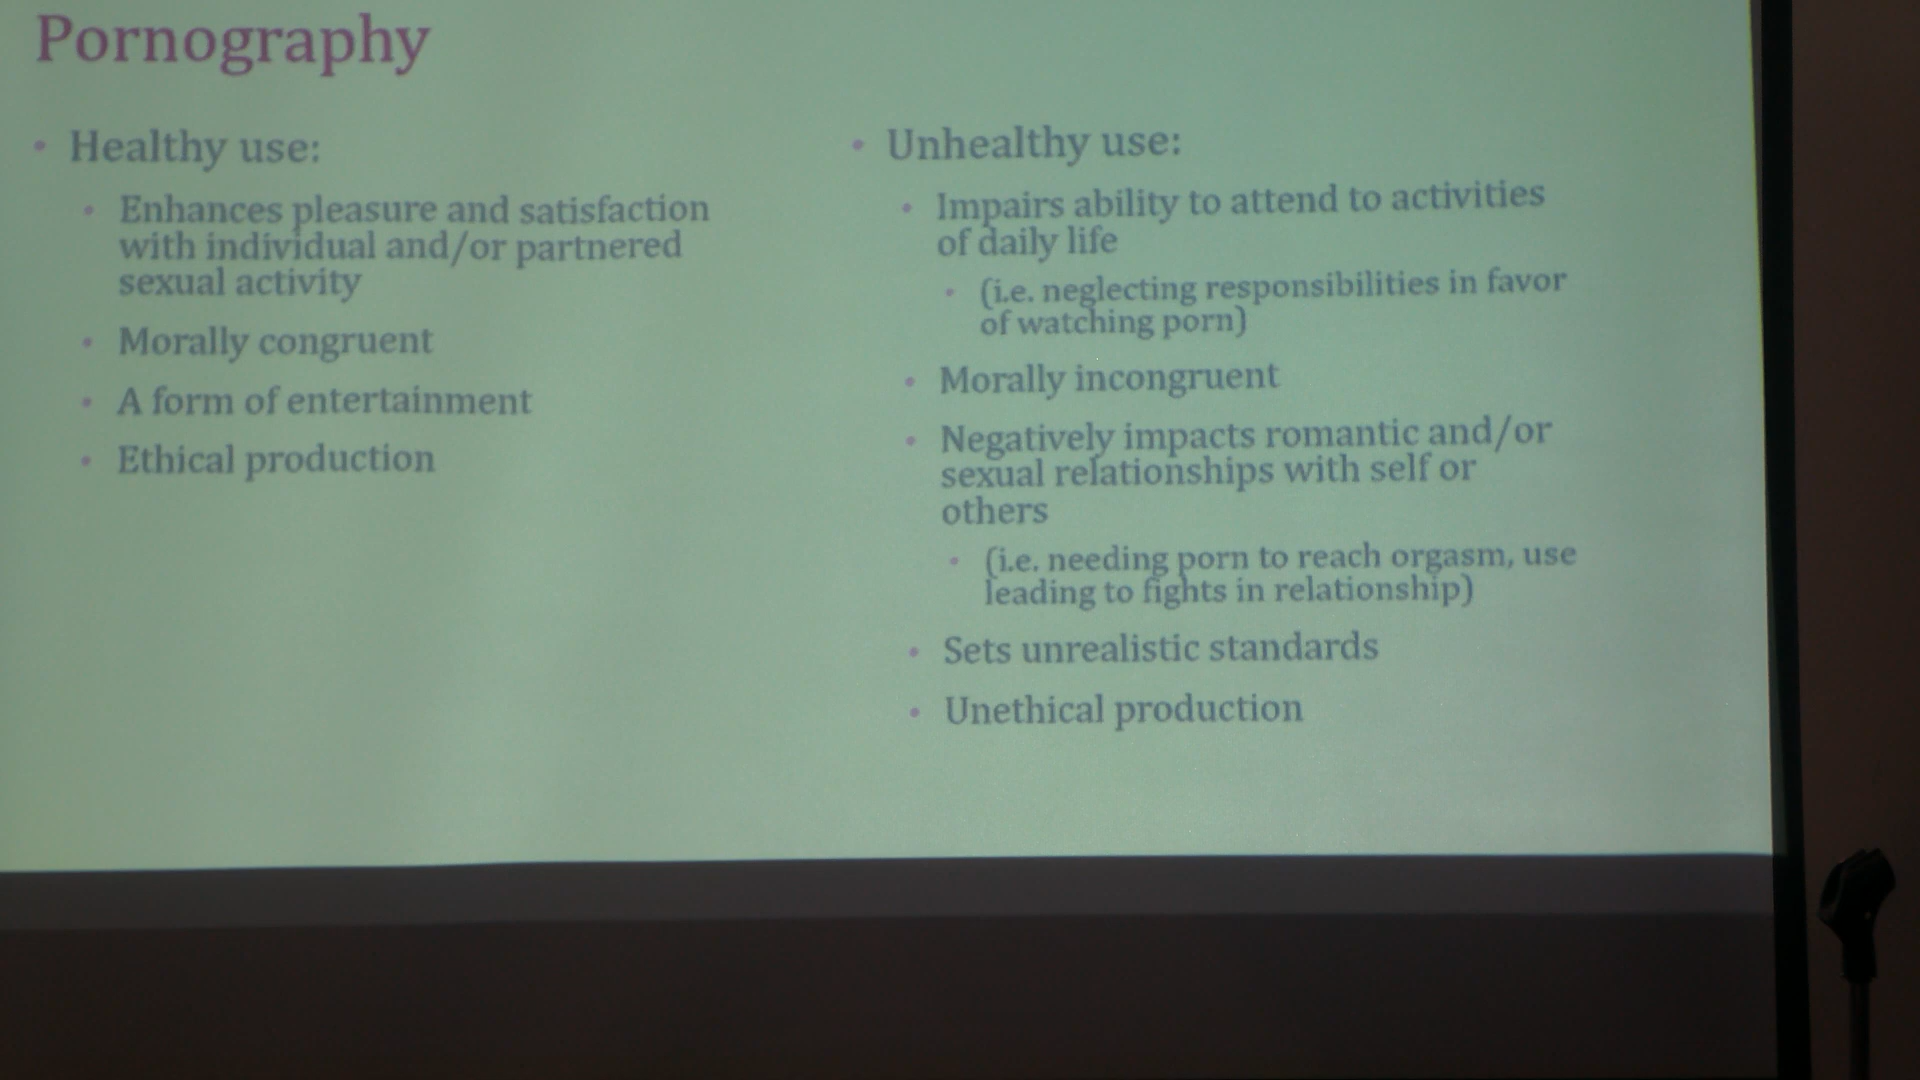 Pornography
• Healthy use:
• Enhances pleasure and satisfaction
with individual and/or partnered
sexual activity
• Morally congruent
• A form of entertainment
• Ethical production
• Unhealthy use:
• Impairs ability to attend to activities
of daily life
• (i.e. neglecting responsibilities in favor
of watching porn)
• Morally incongruent
• Negatively impacts romantic and/or
sexual relationships with self or
others
• (i.e. needing porn to reach orgasm, use
leading to fights in relationship)
• Sets unrealistic standards
• Unethical production